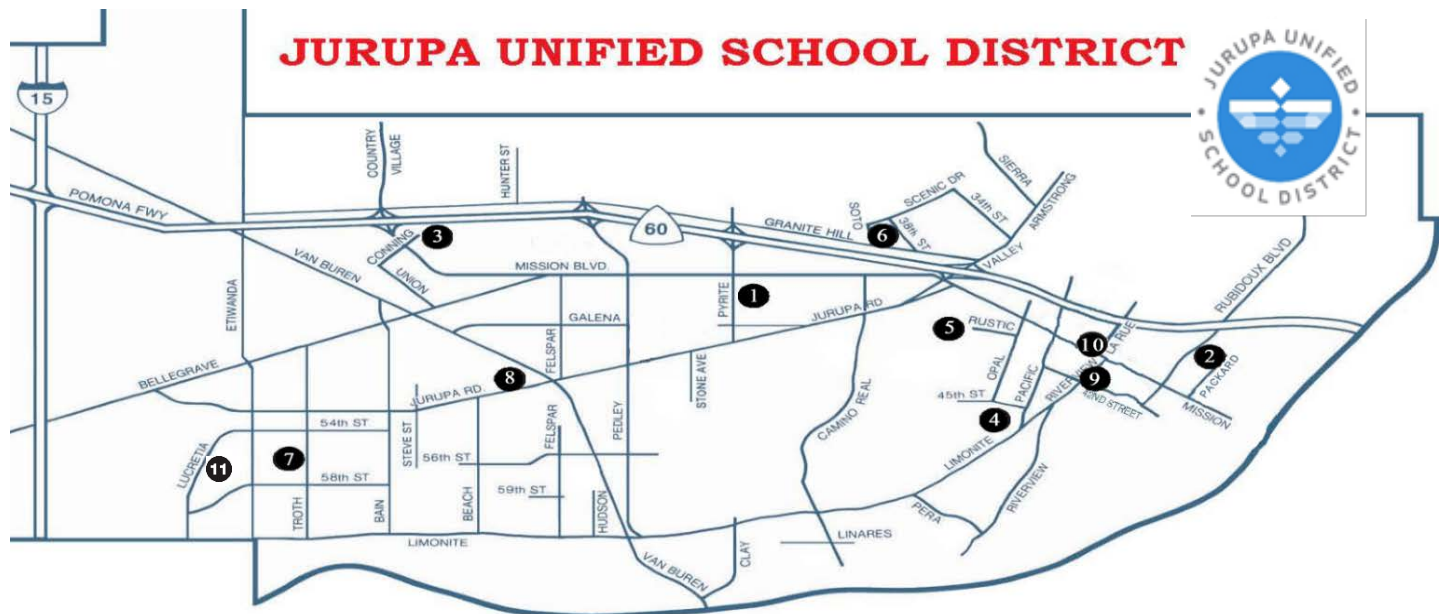 JURUPA UNIFIED SCHOOL DISTRICT
JURUPA UNIFIED
SCHOOL DISTRICT
15
POMONA FWY
COUNTRY
VILLAGE
HUNTER ST
SIERRA
SCENIC DR
34th ST
ARMSTRONG
VALLEY
SOTO
38th ST
6
GRANITE HILL
60
3
CONNING
UNION
VAN BUREN
MISSION BLVD.
ETIWANDA
PYRITE
1
JURUPA RD
GALENA
FELSPAR
RUBIDOUX BLVD
5
RUSTIC
10
LA RUE
2
PACKARD
OPAL
PACIFIC
RIVERVIEW
9
42ND STREET
MISSION
BELLEGRAVE
8
JURUPA RD.
STONE AVE
CAMINO REAL
45th ST
4
LIMONITE
54th ST
STEVE ST
FELSPAR
PEDLEY
LUCRETIA
11
7
56th ST
58th ST
59th ST
TROTH
BAIN
BEACH
HUDSON
PERA
RIVERVIEW
LIMONITE
VAN BUREN
CLAY
LINARES